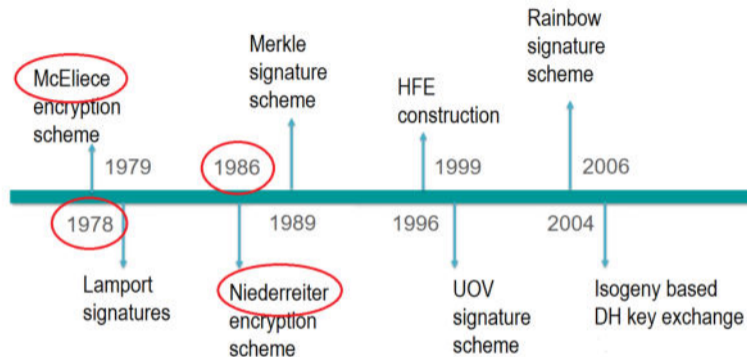 McEliece
encryption
scheme
Merkle
signature
scheme
HFE
construction
Rainbow
signature
scheme
1979
1986
1999
2006
1978
1989
1996
2004
Lamport
signatures
Niederreiter
encryption
scheme
UOV
signature
scheme
Isogeny based
DH key exchange